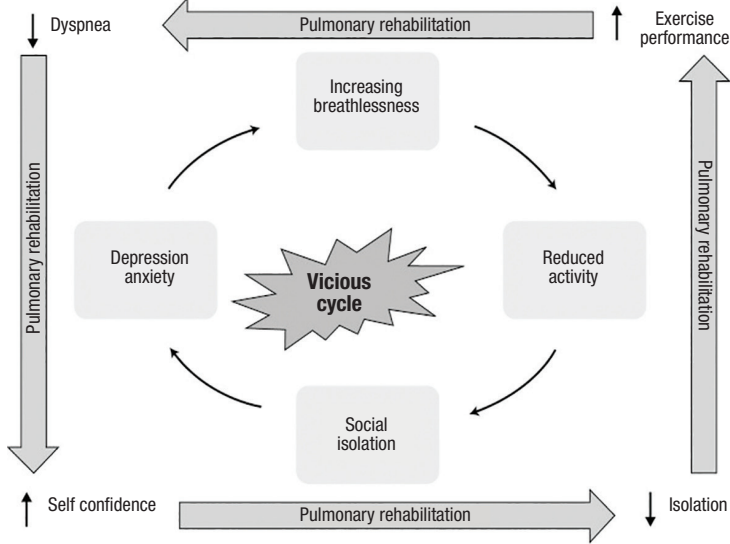 Dyspnea
Pulmonary rehabilitation
Exercise
performance
Increasing
breathlessness
Pulmonary rehabilitation
Pulmonary rehabilitation
Depression
anxiety
Vicious
cycle
Reduced
activity
Social
isolation
Self confidence
Pulmonary rehabilitation
Isolation